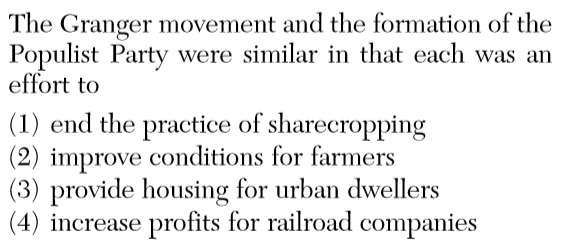 The Granger movement and the formation of the
Populist Party were similar in that each was an
effort to
(1) end the practice of sharecropping
(2) improve conditions for farmers
(3) provide housing for urban dwellers
(4) increase profits for railroad companies